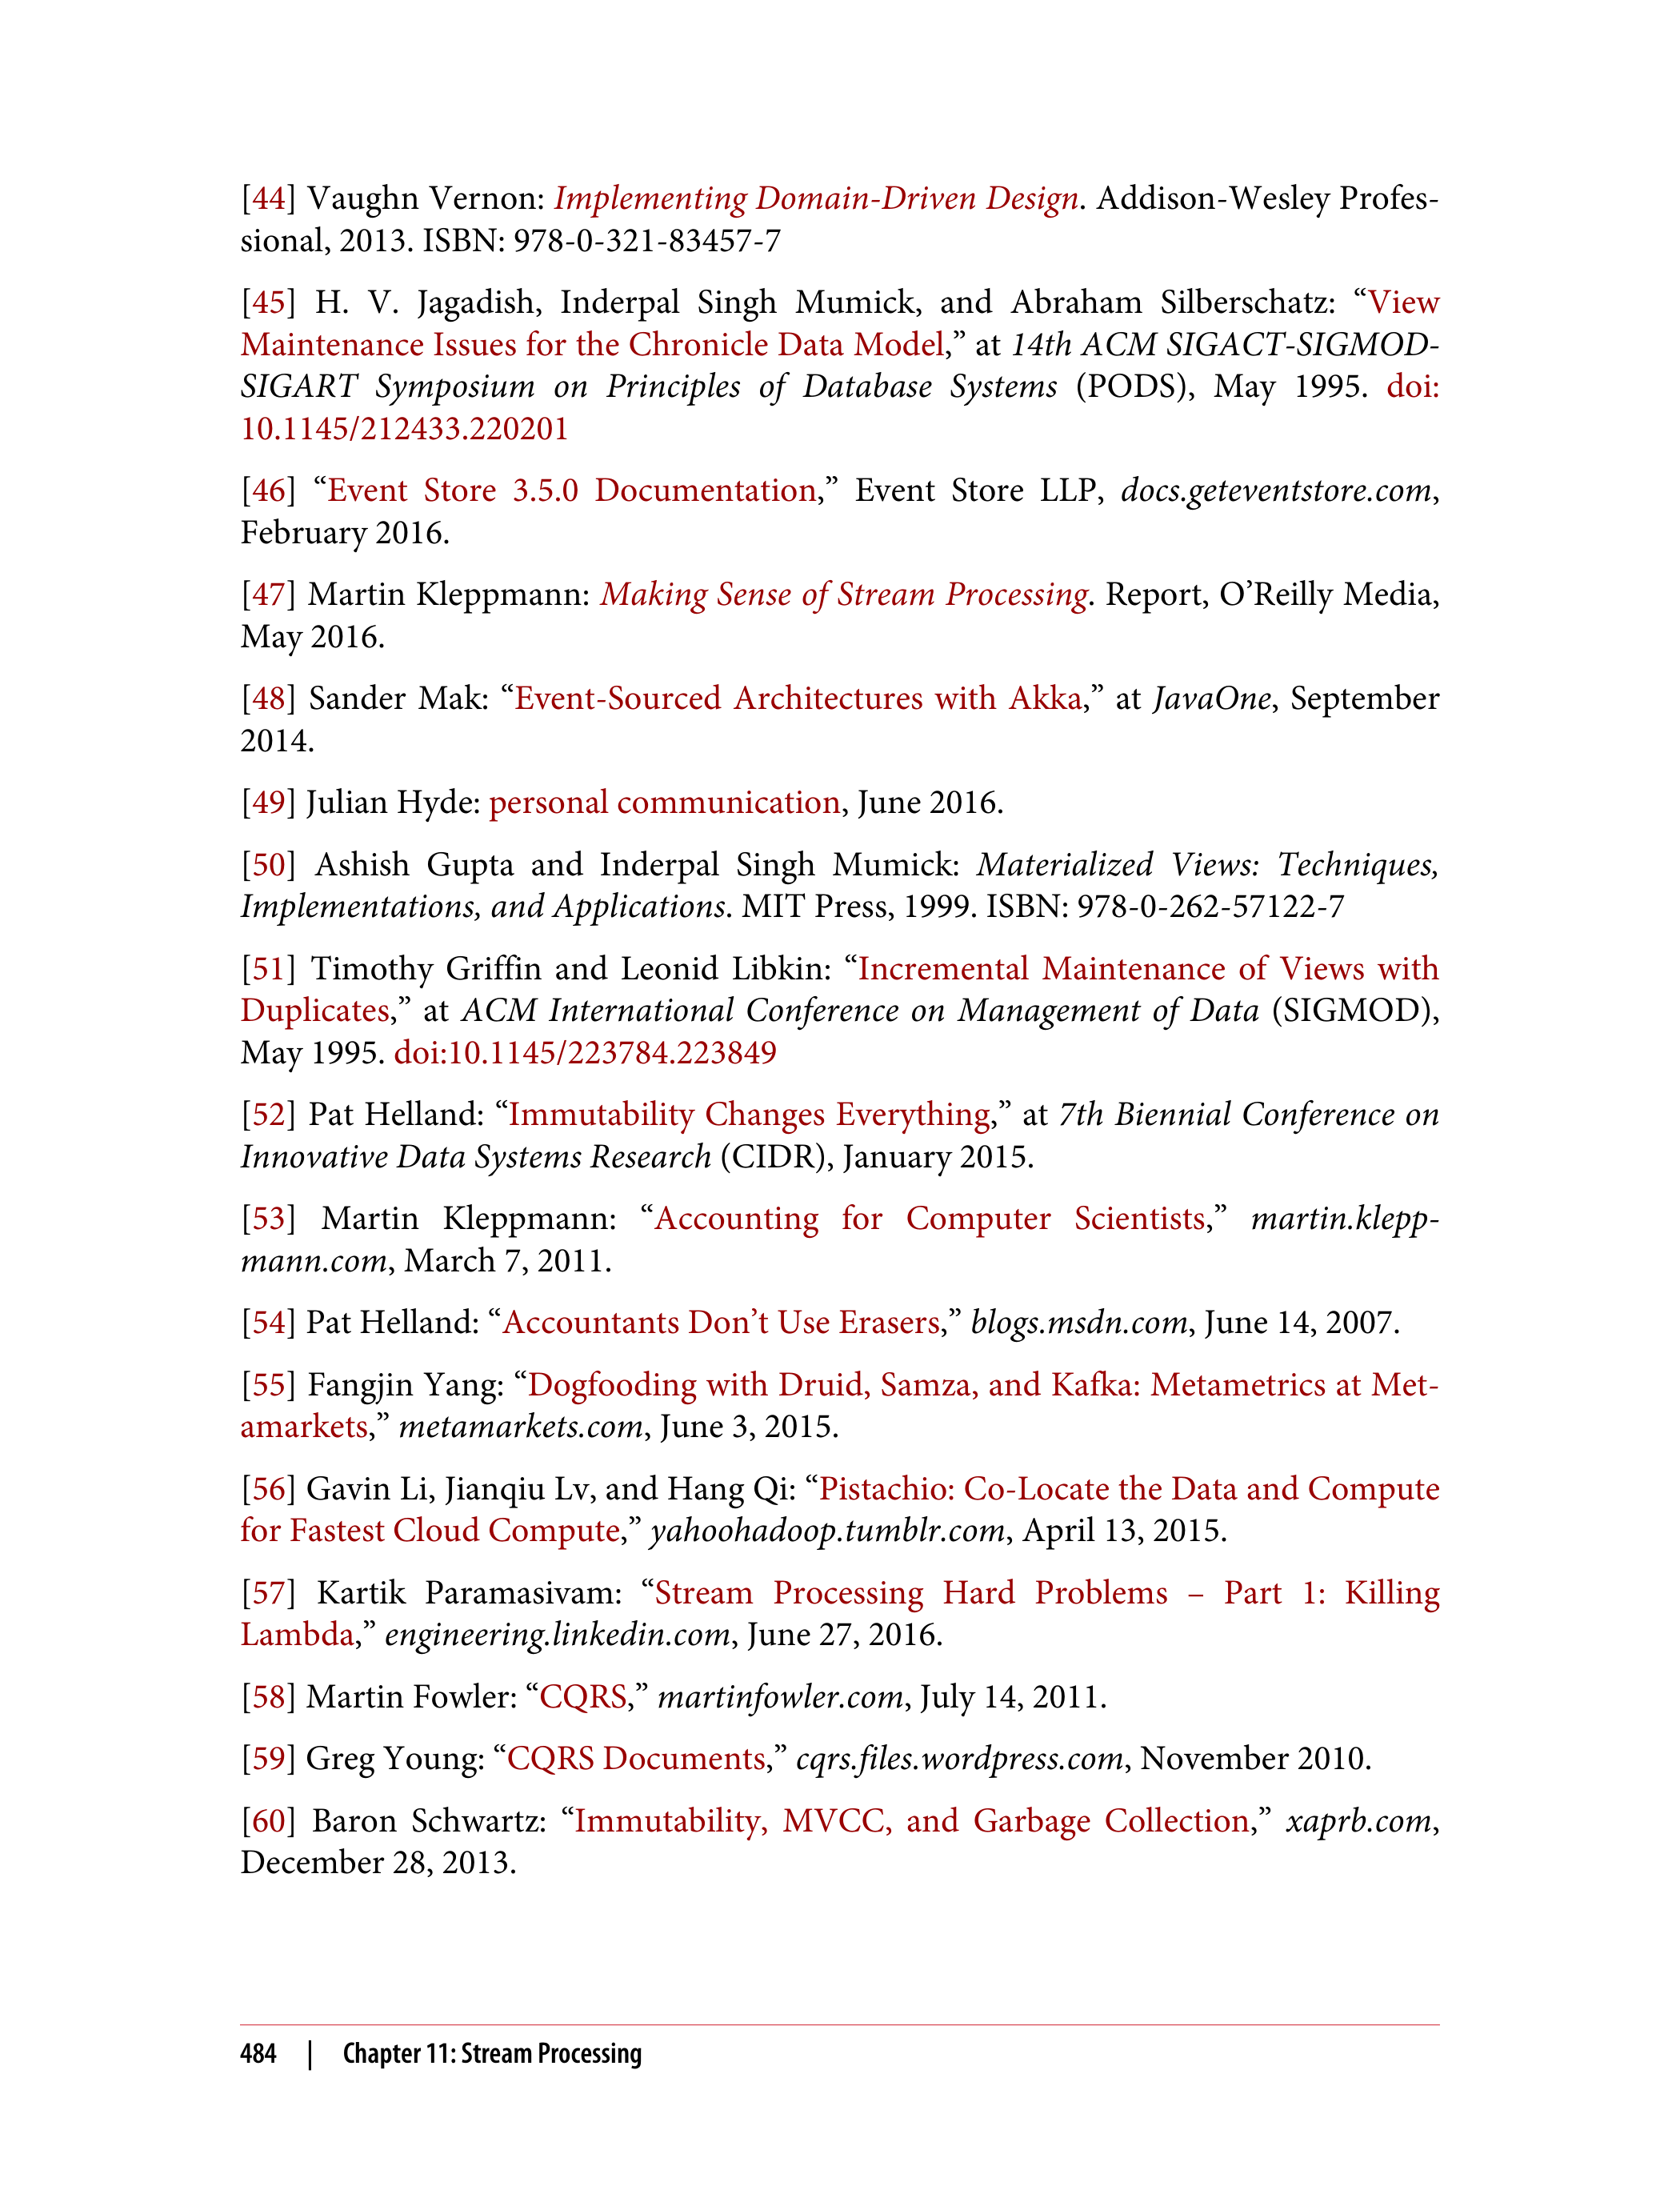 [44] Vaughn Vernon: Implementing Domain-Driven Design. Addison-Wesley Profes-
sional, 2013. ISBN: 978-0-321-83457-7
[45] H. V. Jagadish, Inderpal Singh Mumick, and Abraham Silberschatz: “View
Maintenance Issues for the Chronicle Data Model,” at 14th ACM SIGACT-SIGMOD-
SIGART Symposium on Principles of Database Systems (PODS), May 1995. doi:
10.1145/212433.220201
[46] “Event Store 3.5.0 Documentation,” Event Store LLP, docs.geteventstore.com,
February 2016.
[47] Martin Kleppmann: Making Sense of Stream Processing. Report, O’Reilly Media,
May 2016.
[48] Sander Mak: “Event-Sourced Architectures with Akka,” at JavaOne, September
2014.
[49] Julian Hyde: personal communication, June 2016.
[50] Ashish Gupta and Inderpal Singh Mumick: Materialized Views: Techniques,
Implementations, and Applications. MIT Press, 1999. ISBN: 978-0-262-57122-7
[51] Timothy Griffin and Leonid Libkin: “Incremental Maintenance of Views with
Duplicates,” at ACM International Conference on Management of Data (SIGMOD),
May 1995. doi:10.1145/223784.223849
[52] Pat Helland: “Immutability Changes Everything,” at 7th Biennial Conference on
Innovative Data Systems Research (CIDR), January 2015.
[53] Martin Kleppmann: “Accounting for Computer Scientists,” martin.klepp-
mann.com, March 7, 2011.
[54] Pat Helland: “Accountants Don’t Use Erasers,” blogs.msdn.com, June 14, 2007.
[55] Fangjin Yang: “Dogfooding with Druid, Samza, and Kafka: Metametrics at Met-
amarkets,” metamarkets.com, June 3, 2015.
[56] Gavin Li, Jianqiu Lv, and Hang Qi: “Pistachio: Co-Locate the Data and Compute
for Fastest Cloud Compute,” yahoohadoop.tumblr.com, April 13, 2015.
[57] Kartik Paramasivam: “Stream Processing Hard Problems – Part 1: Killing
Lambda,” engineering.linkedin.com, June 27, 2016.
[58] Martin Fowler: “CQRS,” martinfowler.com, July 14, 2011.
[59] Greg Young: “CQRS Documents,” cqrs.files.wordpress.com, November 2010.
[60] Baron Schwartz: “Immutability, MVCC, and Garbage Collection,” xaprb.com,
December 28, 2013.
484 | Chapter 11: Stream Processing